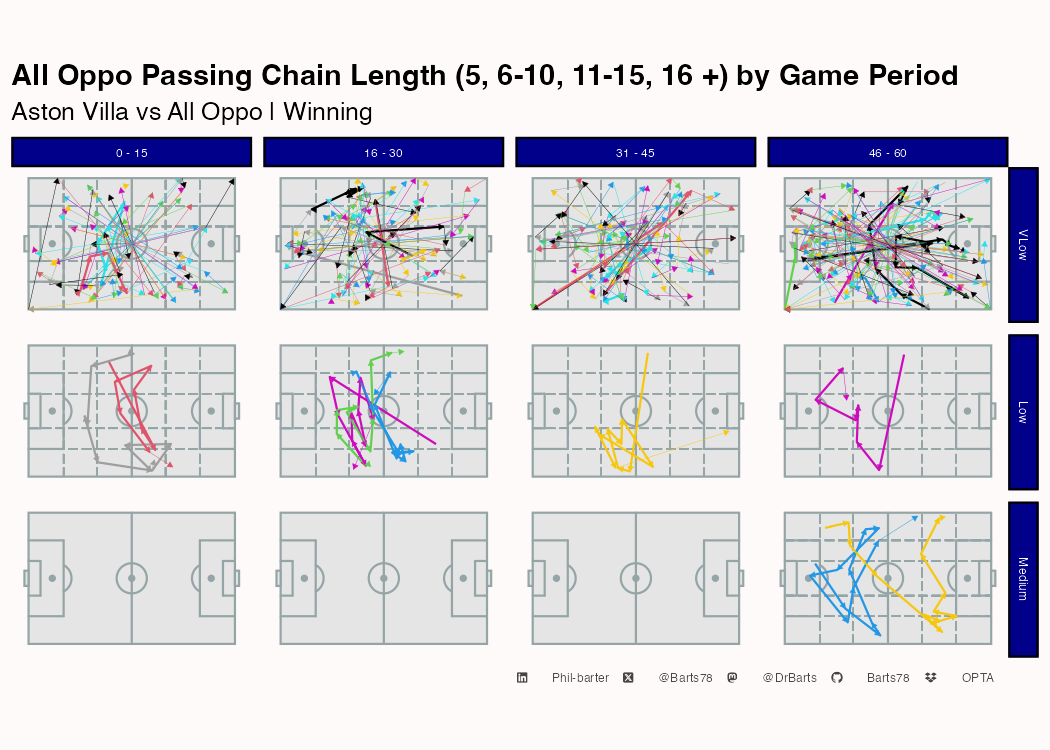 All Oppo Passing Chain Length (5, 6-10, 11-15, 16 +) by Game Period
Aston Villa vs All Oppo | Winning
0 - 15
16 - 30
31 - 45
46 - 60
V.Low
Low
Medium
Phil-barter @Barts78 @DrBarts Barts78 OPTA